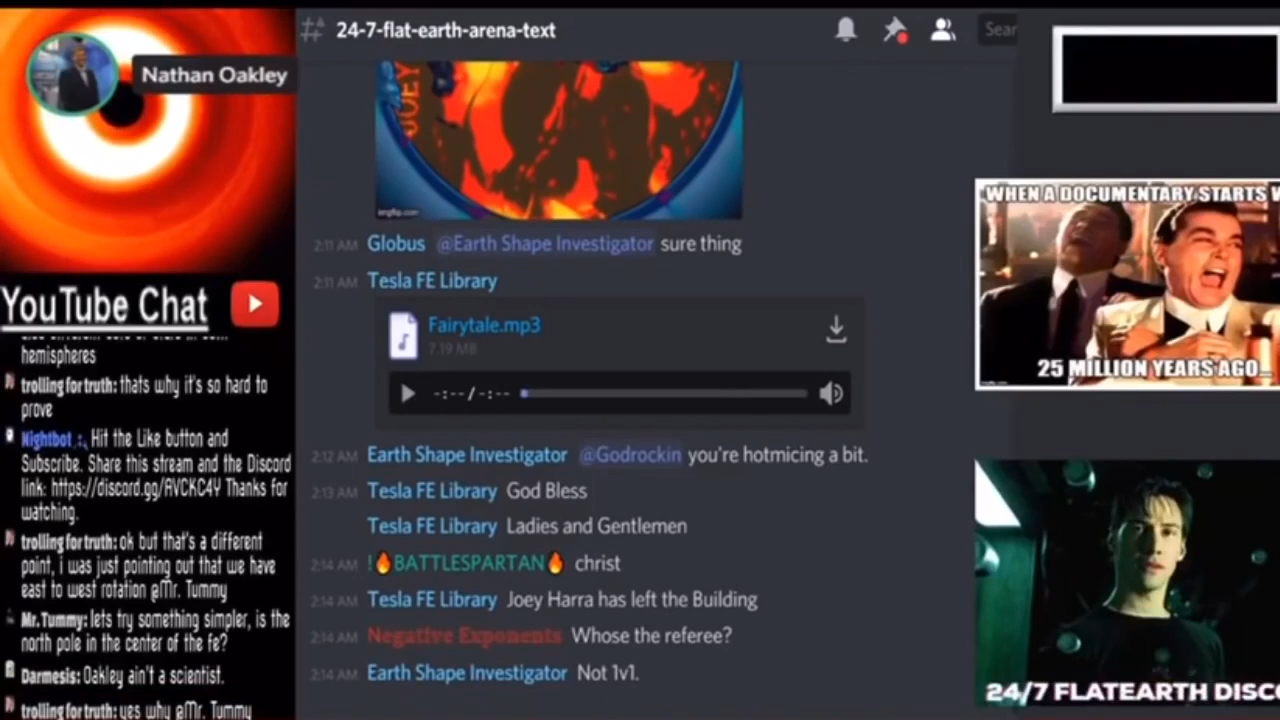 24-7-flat-earth-arena-text
Sear
Nathan Oakley
JOEY
imgflip.com
2:11 AM Globus @Earth Shape Investigator sure thing
2:11 AM Tesla FE Library
Fairytale.mp3
7.19 MB
-:--/-:--
2:12 AM Earth Shape Investigator @Godrockin you're hotmicing a bit.
2:13 AM Tesla FE Library God Bless
Tesla FE Library Ladies and Gentlemen
2:14 AM !🔥BATTLESPARTAN🔥 christ
2:14 AM Tesla FE Library Joey Harra has left the Building
2:14 AM Negative Exponents Whose the referee?
2:14 AM Earth Shape Investigator Not 1v1.
YouTube Chat
hemispheres
trolling for truth: thats why it's so hard to
prove
Nightbot : Hit the Like button and
Subscribe. Share this stream and the Discord
link: https://discord.gg/AVCKC4Y Thanks for
watching.
trolling for truth: ok but that's a different
point, i was just pointing out that we have
east to west rotation @Mr. Tummy
Mr.Tummy: lets try something simpler, is the
north pole in the center of the fe?
Darmesis: Oakley ain't a scientist.
trolling for truth: yes why @Mr. Tummy
WHEN A DOCUMENTARY STARTS W
25 MILLION YEARS AGO...
24/7 FLATEARTH DISC